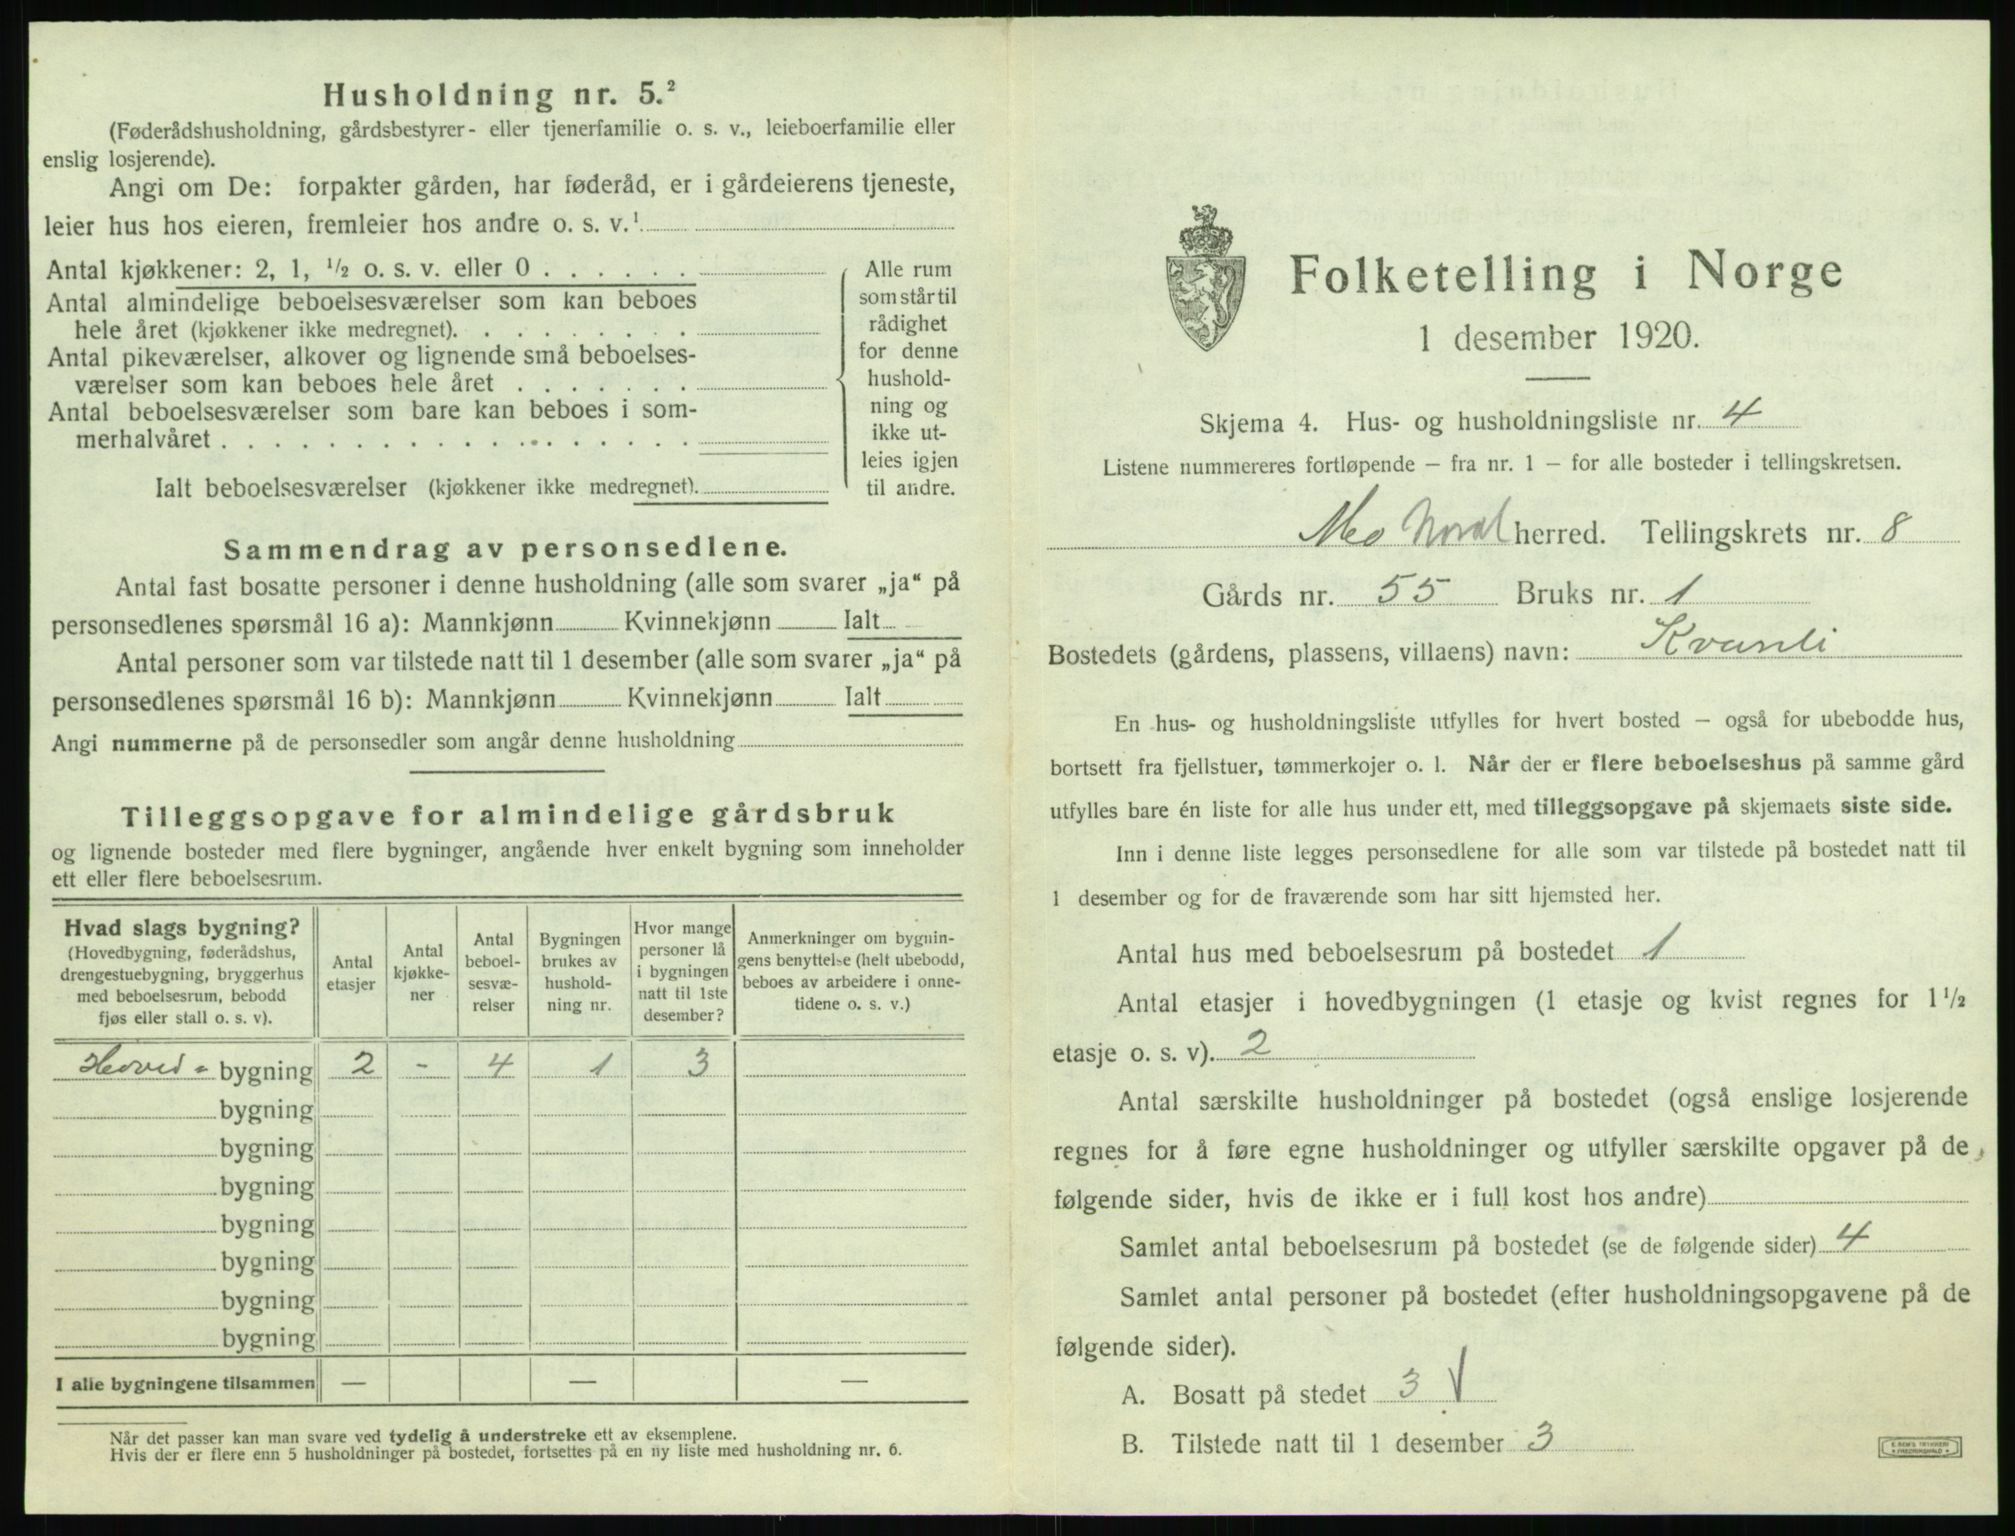 Husholdning nr. 5.²
(Føderådshusholdning, gårdsbestyrer- eller tjenerfamilie o. s. v., leieboerfamilie eller
enslig losjerende).
Angi om De: forpakter gården, har føderåd, er i gårdeierens tjeneste,
leier hus hos eieren, fremleier hos andre o. s. v.¹
Antal kjøkkener: 2, 1, ¹/₂ o. s. v. eller 0 . . . . . .
Antal almindelige beboelsesværelser som kan beboes
hele året (kjøkkener ikke medregnet). . . . . . . . .
Antal pikeværelser, alkover og lignende små beboelses-
værelser som kan beboes hele året . . . . . . .
Antal beboelsesværelser som bare kan beboes i som-
merhalvåret . . . . . . . . . . . . . . . . . .
Ialt beboelsesværelser (kjøkkener ikke medregnet).
Alle rum
som står til
rådighet
for denne
hushold-
ning og
ikke ut-
leies igjen
til andre.
Sammendrag av personsedlene.
Antal fast bosatte personer i denne husholdning (alle som svarer „ja“ på
personsedlenes spørsmål 16 a): Mannkjønn Kvinnekjønn Ialt
Antal personer som var tilstede natt til 1 desember (alle som svarer „ja“ på
personsedlenes spørsmål 16 b): Mannkjønn Kvinnekjønn Ialt
Angi nummerne på de personsedler som angår denne husholdning
Tilleggsopgave for almindelige gårdsbruk
og lignende bosteder med flere bygninger, angående hver enkelt bygning som inneholder
ett eller flere beboelsesrum.
Hvad slags bygning?
(Hovedbygning, føderådshus,
drengestuebygning, bryggerhus
med beboelsesrum, bebodd
fjøs eller stall o. s. v).
Antal
etasjer
Antal
kjøkke-
ner
Antal
beboel-
sesvæ-
relser
Bygningen
brukes av
hushold-
ning nr.
Hvor mange
personer lå
i bygningen
natt til 1ste
desember?
Anmerkninger om bygnin-
gens benyttelse (helt ubebodd,
beboes av arbeidere i onne-
tidene o. s. v.)
Hoved- bygning 2 - 4 1 3
bygning
bygning
bygning
bygning
bygning
bygning
bygning
I alle bygningene tilsammen — — —
Når det passer kan man svare ved tydelig å understreke ett av eksemplene.
Hvis der er flere enn 5 husholdninger på bostedet, fortsettes på en ny liste med husholdning nr. 6.
Folketelling i Norge
1 desember 1920.
Skjema 4. Hus- og husholdningsliste nr. 4
Listene nummereres fortløpende — fra nr. 1 — for alle bosteder i tellingskretsen.
Mo Nord herred. Tellingskrets nr. 8
Gårds nr. 55 Bruks nr. 1
Bostedets (gårdens, plassens, villaens) navn: Kvanli
En hus- og husholdningsliste utfylles for hvert bosted — også for ubebodde hus,
bortsett fra fjellstuer, tømmerkojer o. l. Når der er flere beboelseshus på samme gård
utfylles bare én liste for alle hus under ett, med tilleggsopgave på skjemaets siste side.
Inn i denne liste legges personsedlene for alle som var tilstede på bostedet natt til
1 desember og for de fraværende som har sitt hjemsted her.
Antal hus med beboelsesrum på bostedet 1
Antal etasjer i hovedbygningen (1 etasje og kvist regnes for 1¹/₂
etasje o. s. v). 2
Antal særskilte husholdninger på bostedet (også enslige losjerende
regnes for å føre egne husholdninger og utfyller særskilte opgaver på de
følgende sider, hvis de ikke er i full kost hos andre)
Samlet antal beboelsesrum på bostedet (se de følgende sider) 4
Samlet antal personer på bostedet (efter husholdningsopgavene på de
følgende sider).
A. Bosatt på stedet 3 V
B. Tilstede natt til 1 desember 3